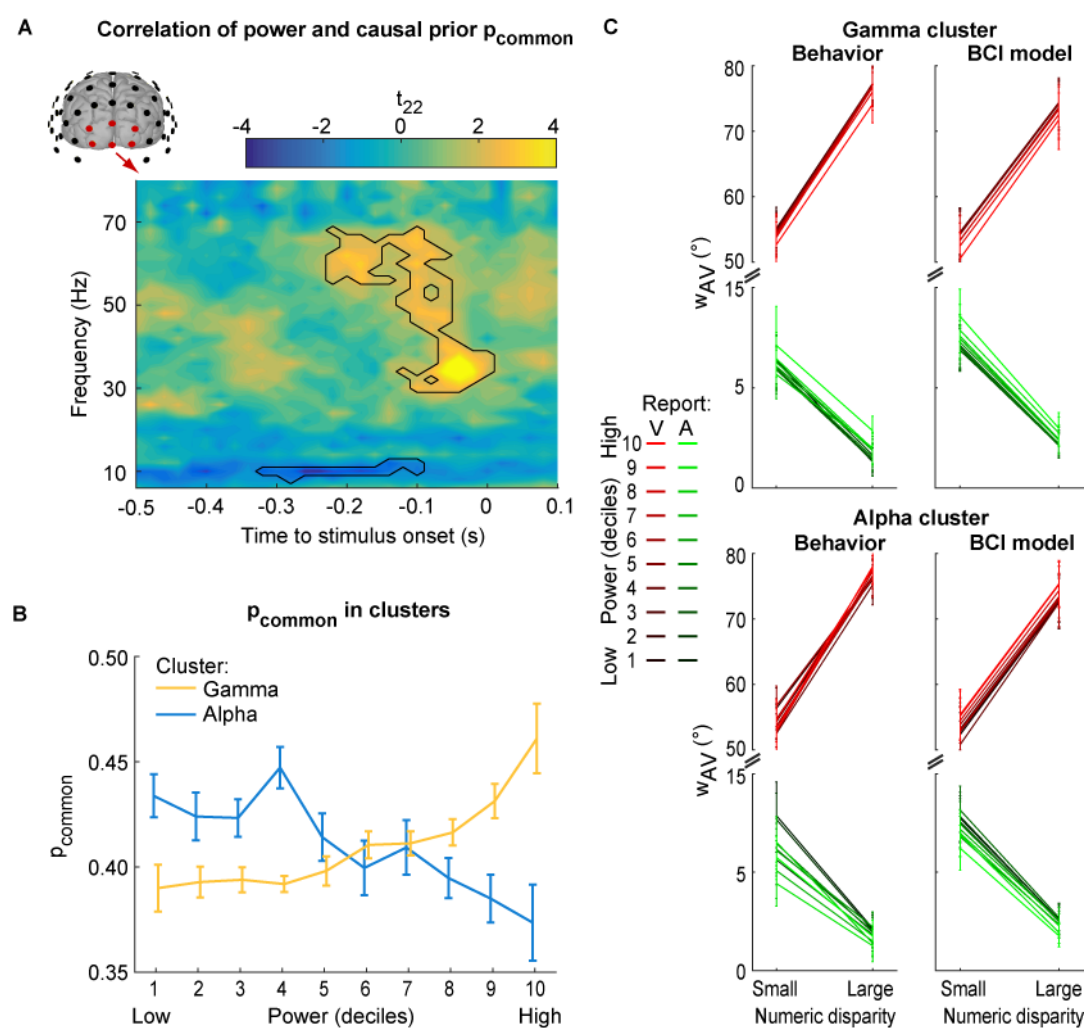 A
Correlation of power and causal prior p_common
t_22
-4 -2 0 2 4
Frequency (Hz)
70
50
30
10
-0.5 -0.4 -0.3 -0.2 -0.1 0 0.1
Time to stimulus onset (s)
B
p_common in clusters
Cluster:
Gamma
Alpha
p_common
0.50
0.45
0.40
0.35
1 2 3 4 5 6 7 8 9 10
Low Power (deciles) High
C
Gamma cluster
Behavior BCI model
w_AV (°)
80
70
60
50
15
5
0
Report:
V A
Low Power (deciles) High
10
9
8
7
6
5
4
3
2
1
Alpha cluster
Behavior BCI model
w_AV (°)
80
70
60
50
15
5
0
Small Large Small Large
Numeric disparity Numeric disparity